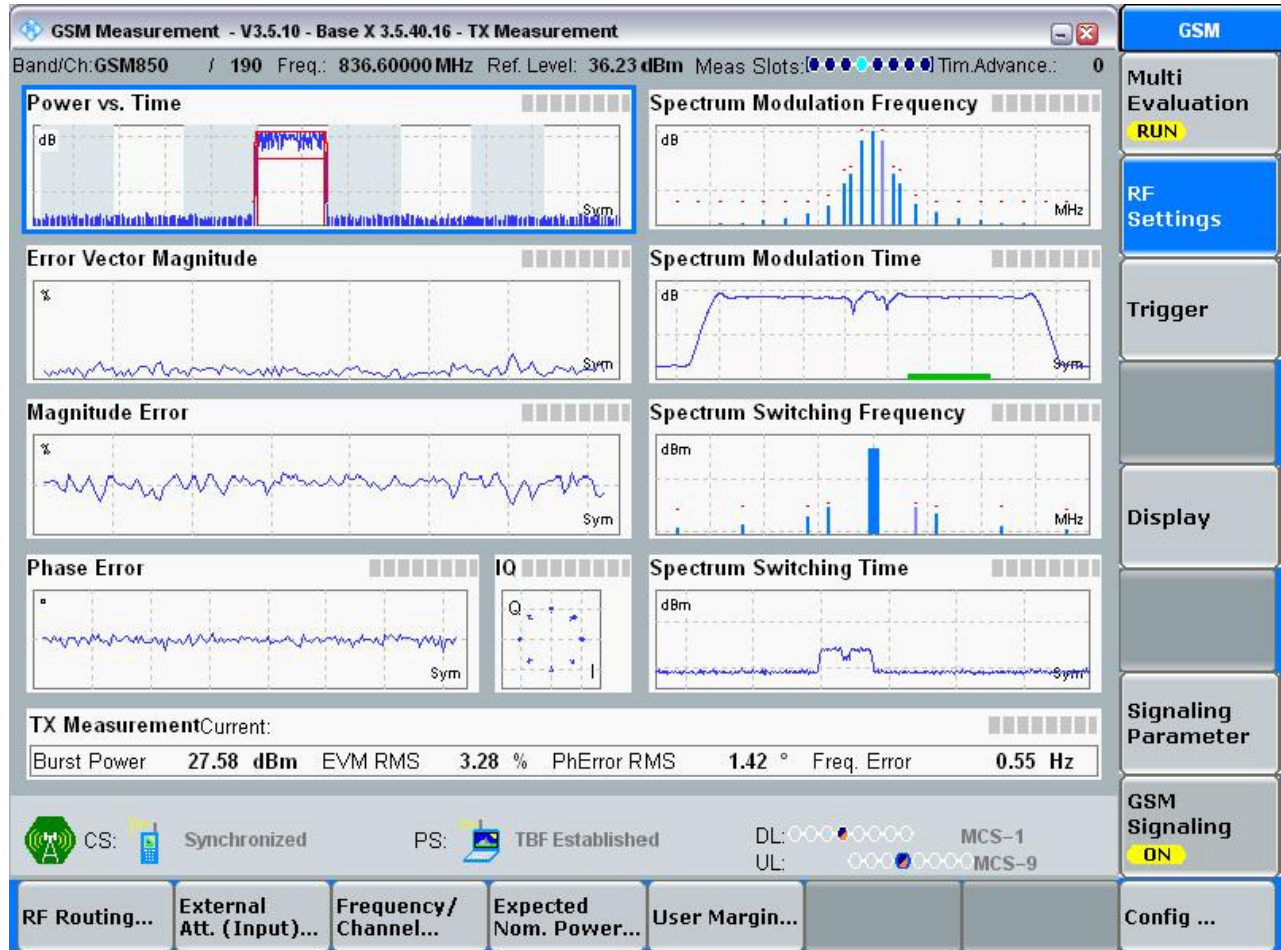 GSM Measurement - V3.5.10 - Base X 3.5.40.16 - TX Measurement
GSM
Band/Ch:GSM850 / 190 Freq.: 836.60000 MHz Ref. Level: 36.23 dBm Meas Slots: Tim.Advance.: 0
Multi
Evaluation
RUN
Power vs. Time
dB
Sym
Spectrum Modulation Frequency
dB
MHz
RF
Settings
Error Vector Magnitude
%
Sym
Spectrum Modulation Time
dB
Sym
Trigger
Magnitude Error
%
Sym
Spectrum Switching Frequency
dBm
MHz
Display
Phase Error
°
Sym
IQ
Q
I
Spectrum Switching Time
dBm
Sym
TX Measurement Current:
Burst Power 27.58 dBm EVM RMS 3.28 % PhError RMS 1.42 ° Freq. Error 0.55 Hz
Signaling
Parameter
CS: Synchronized PS: TBF Established DL: MCS-1
UL: MCS-9
GSM
Signaling
ON
RF Routing...
External
Att. (Input)...
Frequency/
Channel...
Expected
Nom. Power...
User Margin...
Config ...